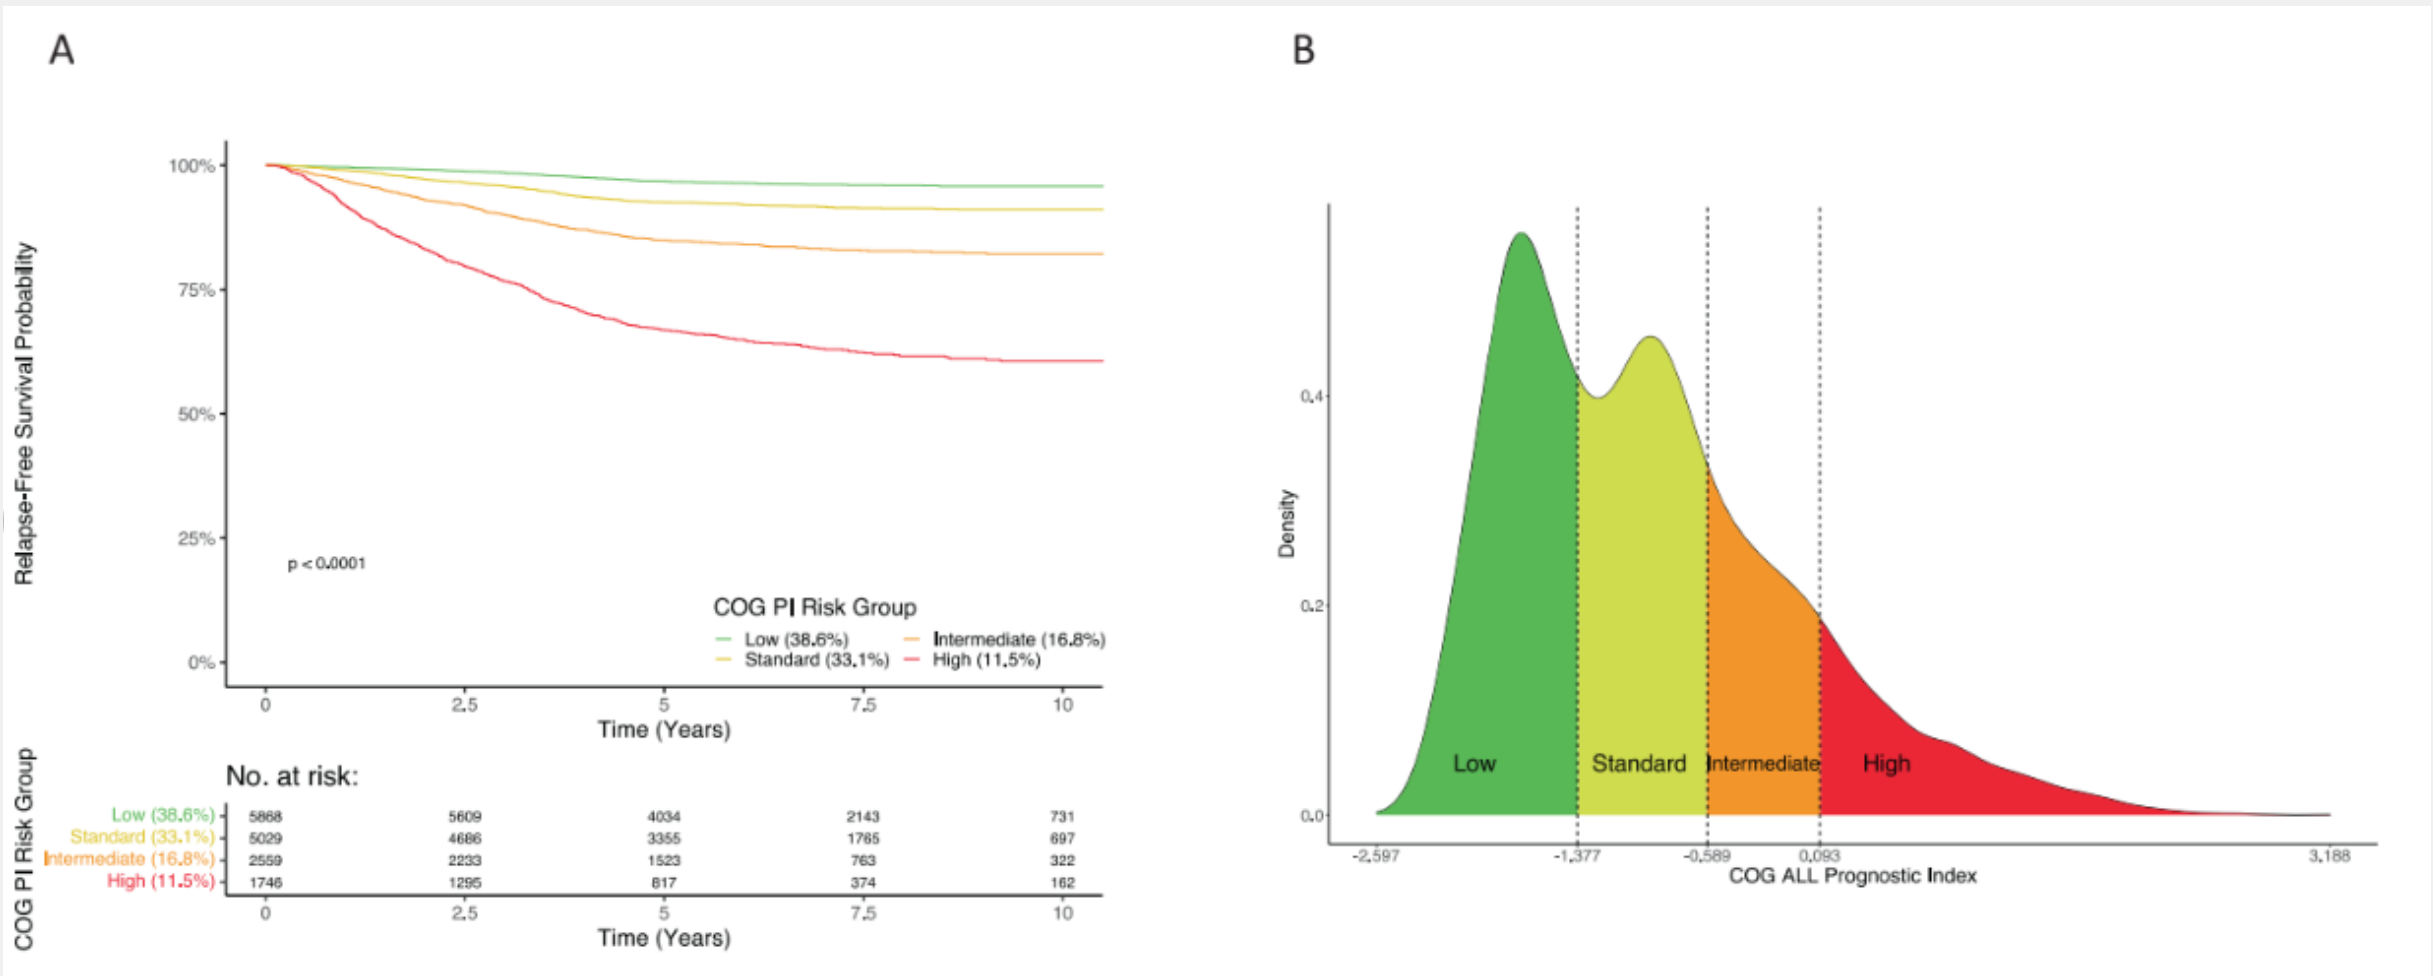 A
Relapse-Free Survival Probability
100%
75%
50%
25%
0%
p < 0.0001
COG PI Risk Group
Low (38.6%) Intermediate (16.8%)
Standard (33.1%) High (11.5%)
0 2.5 5 7.5 10
Time (Years)
COG PI Risk Group
No. at risk:
Low (38.6%) 5868 5609 4034 2143 731
Standard (33.1%) 5029 4686 3355 1765 697
Intermediate (16.8%) 2559 2233 1523 763 322
High (11.5%) 1746 1295 817 374 162
0 2.5 5 7.5 10
Time (Years)
B
Density
0.4
0.2
0.0
Low Standard Intermediate High
-2.597 -1.377 -0.589 0.093 3.188
COG ALL Prognostic Index